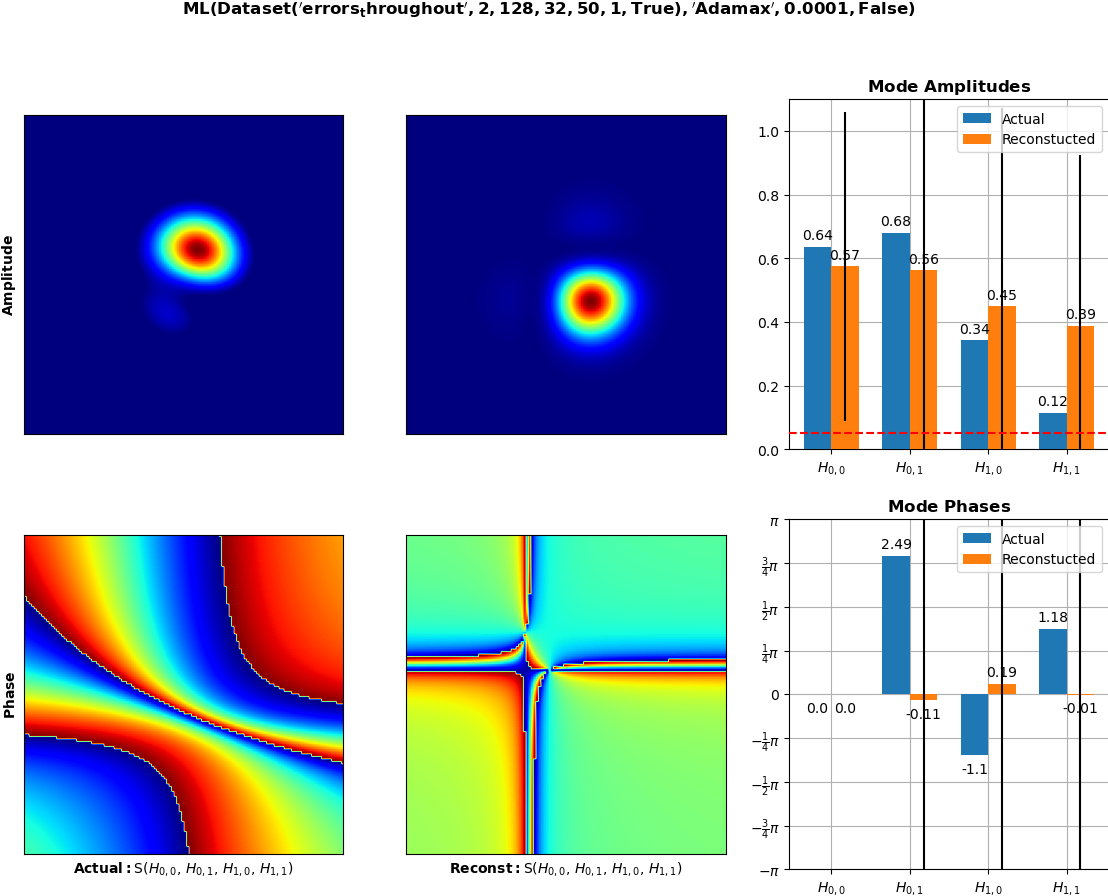 ML(Dataset('errors_throughout', 2, 128, 32, 50, 1, True), 'Adamax', 0.0001, False)
Amplitude
Mode Amplitudes
Actual
Reconstucted
1.0
0.8
0.6
0.4
0.2
0.0
0.64
0.57
0.68
0.56
0.34
0.45
0.12
0.39
H0,0
H0,1
H1,0
H1,1
Phase
Actual: S(H0,0, H0,1, H1,0, H1,1)
Reconst: S(H0,0, H0,1, H1,0, H1,1)
Mode Phases
Actual
Reconstucted
π
3/4π
1/2π
1/4π
0
−1/4π
−1/2π
−3/4π
−π
0.0
0.0
2.49
-0.11
-1.1
0.19
1.18
-0.01
H0,0
H0,1
H1,0
H1,1